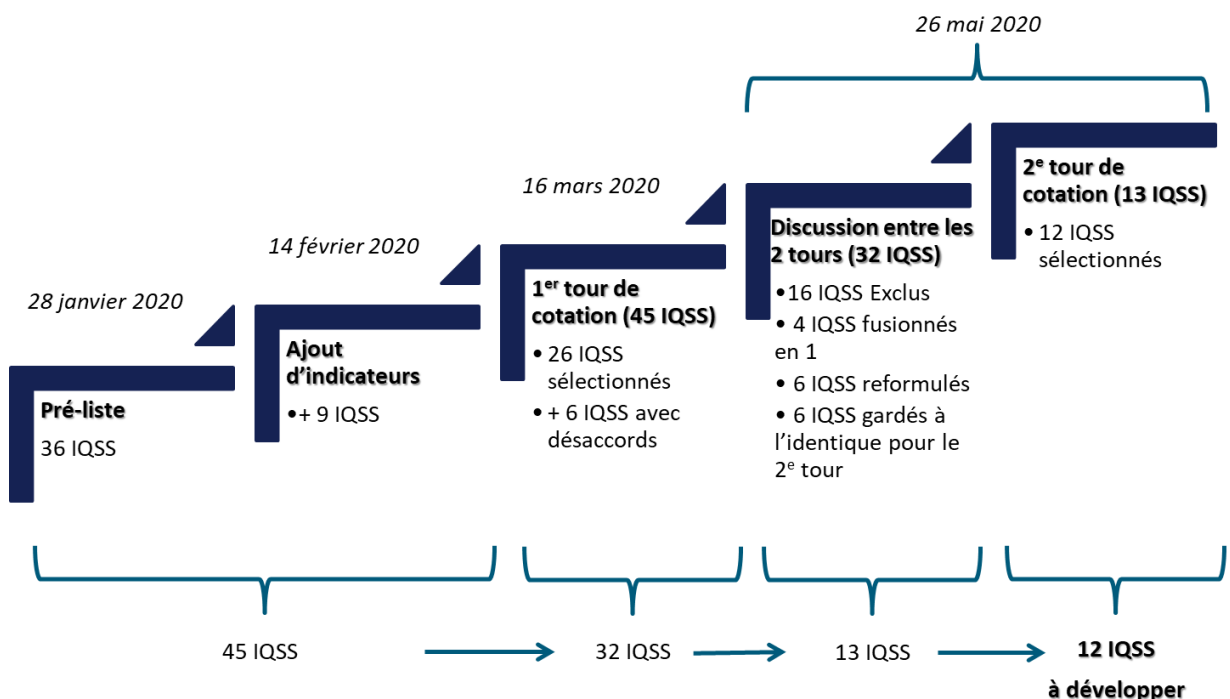 26 mai 2020
16 mars 2020
14 février 2020
28 janvier 2020
Pré-liste
36 IQSS
Ajout
d’indicateurs
•+ 9 IQSS
1er tour de
cotation (45 IQSS)
• 26 IQSS
sélectionnés
• + 6 IQSS avec
désaccords
Discussion entre les
2 tours (32 IQSS)
•16 IQSS Exclus
• 4 IQSS fusionnés
en 1
• 6 IQSS reformulés
• 6 IQSS gardés à
l’identique pour le
2e tour
2e tour de
cotation (13 IQSS)
• 12 IQSS
sélectionnés
45 IQSS
32 IQSS
13 IQSS
12 IQSS
à développer